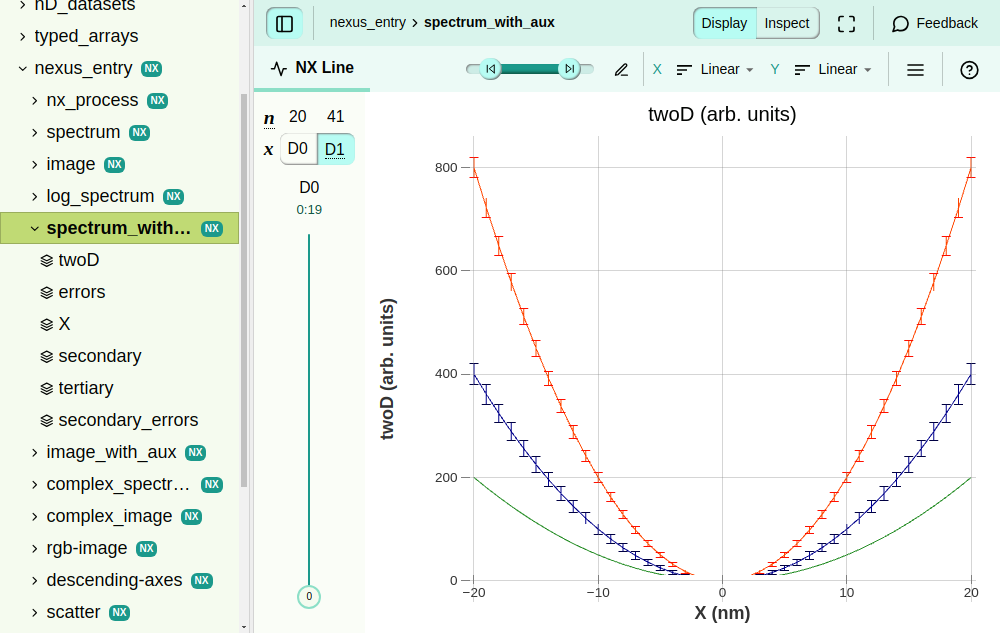 nD_datasets
typed_arrays
nexus_entry NX
nx_process NX
spectrum NX
image NX
log_spectrum NX
spectrum_with… NX
twoD
errors
X
secondary
tertiary
secondary_errors
image_with_aux NX
complex_spectr… NX
complex_image NX
rgb-image NX
descending-axes NX
scatter NX
nexus_entry › spectrum_with_aux
Display Inspect Feedback
NX Line X Linear Y Linear
n 20 41
x D0 D1
D0
0:19
0
twoD (arb. units)
twoD (arb. units)
800
600
400
200
0
−20 −10 0 10 20
X (nm)